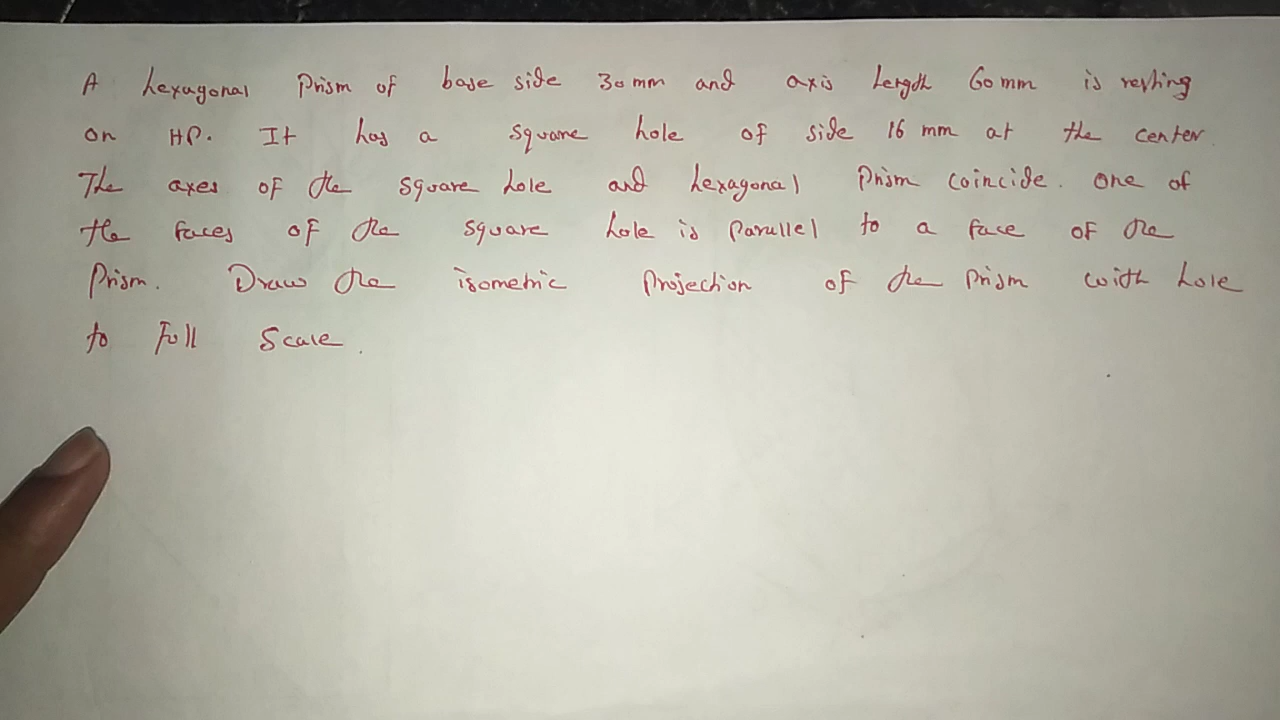 A hexagonal Prism of base side 30 mm and axis length 60 mm is resting
on HP. It has a square hole of side 16 mm at the center.
The axes of the square hole and hexagonal Prism coincide. One of
the faces of the square hole is parallel to a face of the
Prism. Draw the isometric Projection of the prism with hole
to Full Scale.